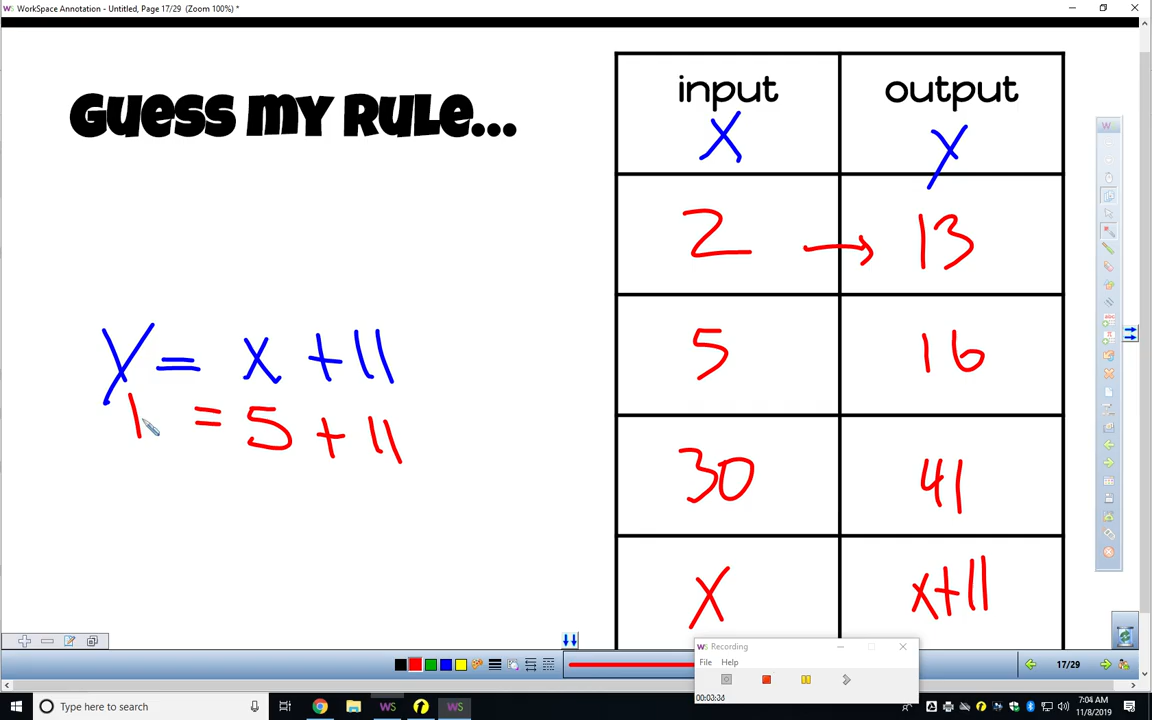 WorkSpace Annotation - Untitled, Page 17/29 (Zoom 100%) *
Guess my Rule...
input output
x y
2 → 13
5 16
30 41
x x+11
y = x + 11
1 = 5 + 11
Recording
File Help
17/29
Type here to search
7:04 AM
11/8/2019